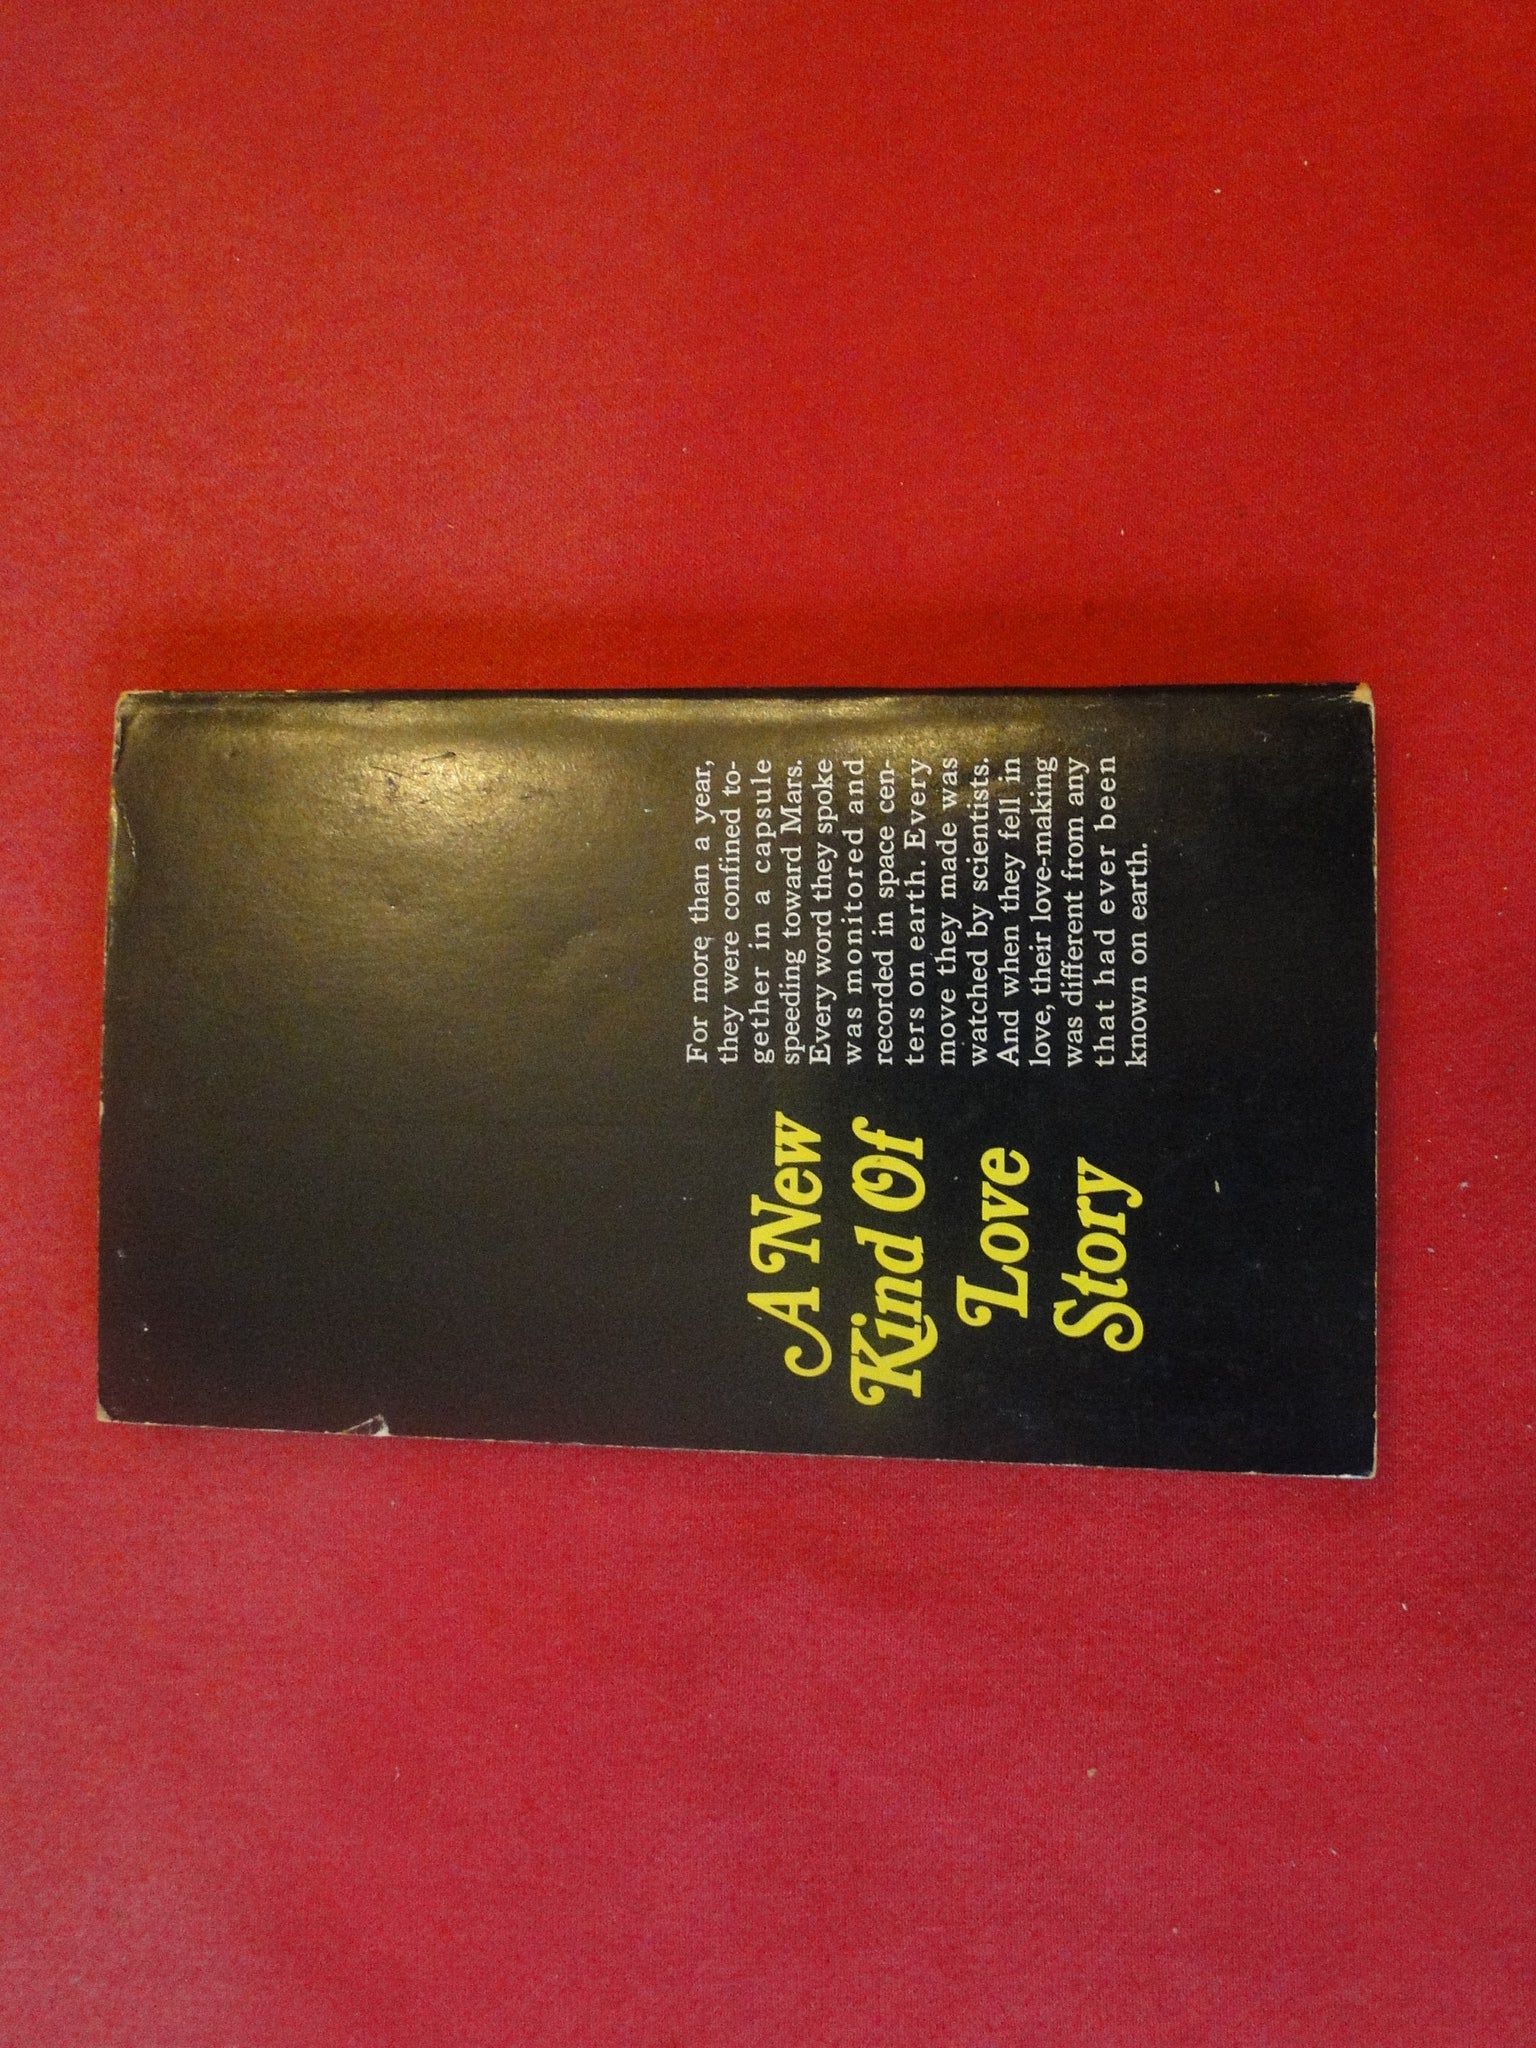 A New
Kind Of
Love
Story
For more than a year,
they were confined to-
gether in a capsule
speeding toward Mars.
Every word they spoke
was monitored and
recorded in space cen-
ters on earth. Every
move they made was
watched by scientists.
And when they fell in
love, their love-making
was different from any
that had ever been
known on earth.